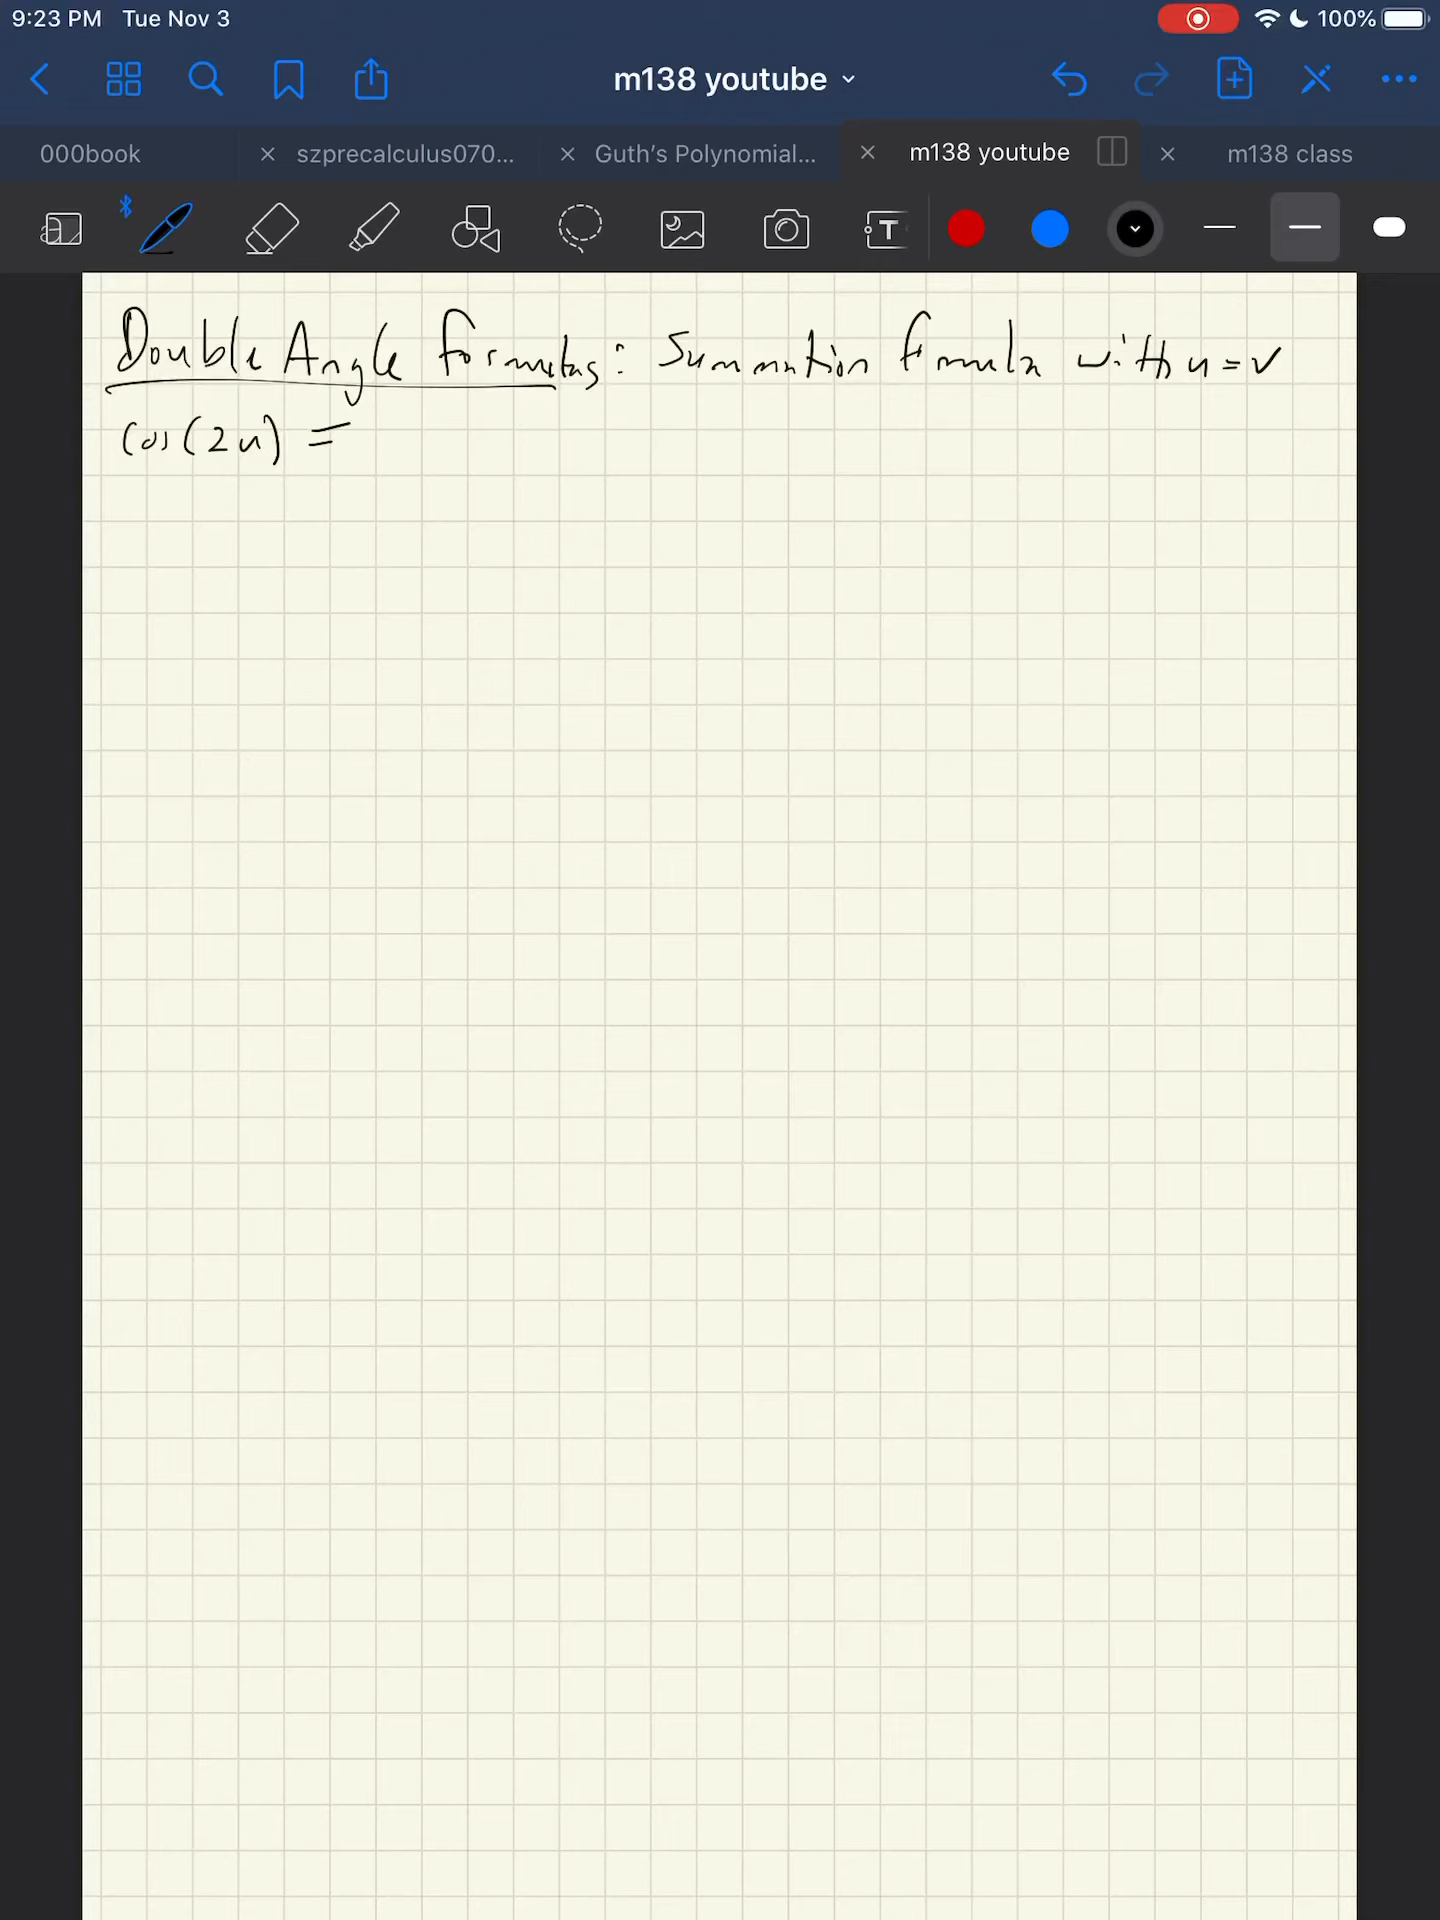 9:23 PM Tue Nov 3 100%
m138 youtube
000book szprecalculus070... Guth's Polynomial... m138 youtube m138 class
T
Double Angle formulas: Summation formula with u=v
cos(2u) =